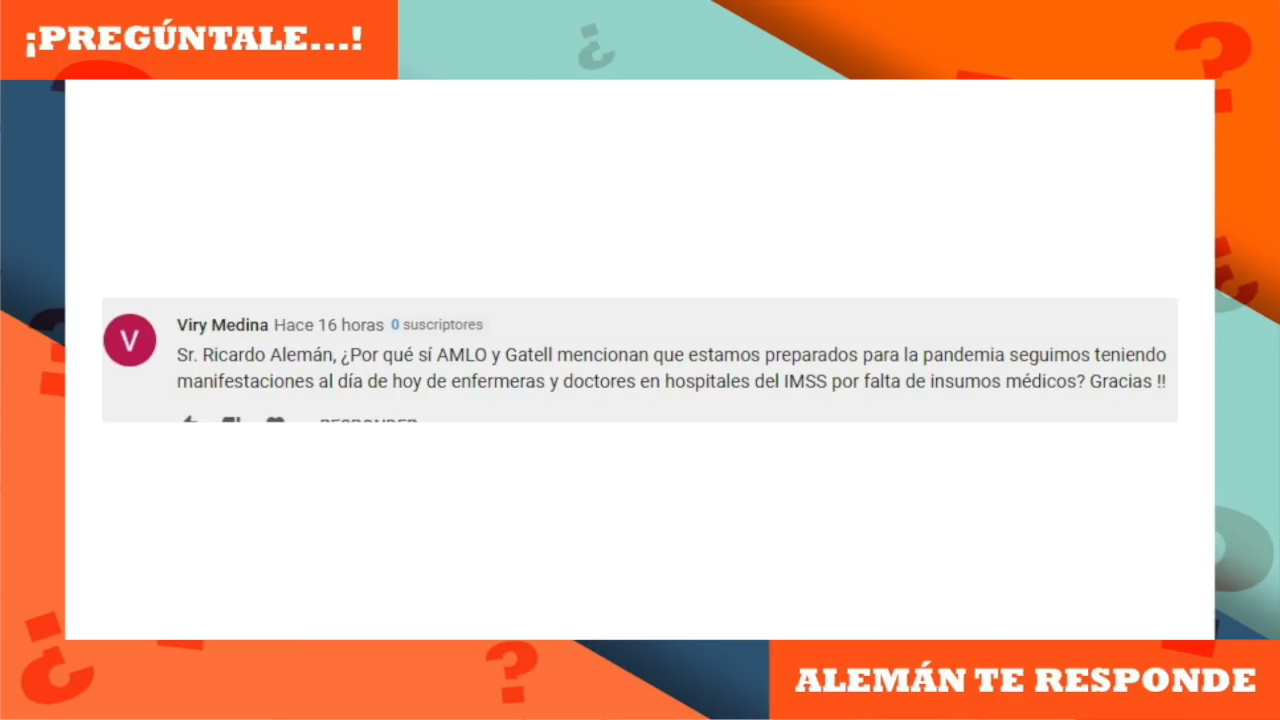 ¡PREGÚNTALE...!
V
Viry Medina Hace 16 horas 0 suscriptores
Sr. Ricardo Alemán, ¿Por qué sí AMLO y Gatell mencionan que estamos preparados para la pandemia seguimos teniendo
manifestaciones al día de hoy de enfermeras y doctores en hospitales del IMSS por falta de insumos médicos? Gracias !!
RESPONDER
ALEMÁN TE RESPONDE